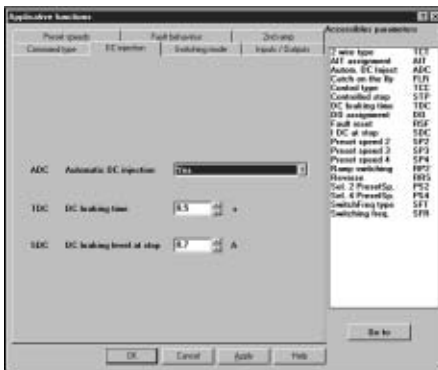 Applicative functions
Preset speeds
Fault behaviour
2nd ramp
Command type
DC injection
Switching mode
Inputs / Outputs
ADC Automatic DC injection Yes
TDC DC braking time 0.5 s
SDC DC braking level at stop 0.7 A
OK
Cancel
Apply
Help
Accessibles parameters
2 wire type TCT
AIT assignment AIT
Autom. DC Inject ADC
Catch on the fly FLR
Control type TCC
Controlled stop STP
DC braking time TDC
DO assignment DO
Fault reset RSF
I DC at stop SDC
Preset speed 2 SP2
Preset speed 3 SP3
Preset speed 4 SP4
Ramp switching RP2
Reverse RRS
Sel. 2 PresetSp. PS2
Sel. 4 PresetSp. PS4
SwitchFreq type SFT
Switching freq. SFR
Go to